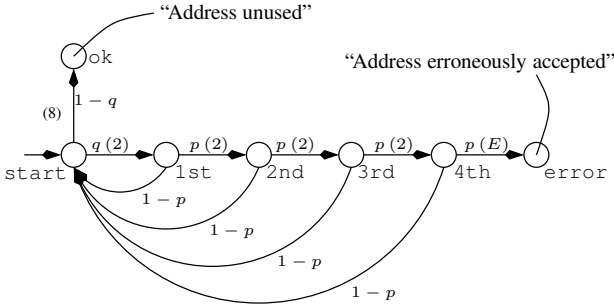 “Address unused”
ok
“Address erroneously accepted”
(8)
1 − q
q (2)
p (2)
p (2)
p (2)
p (E)
start
1st
2nd
3rd
4th
error
1 − p
1 − p
1 − p
1 − p